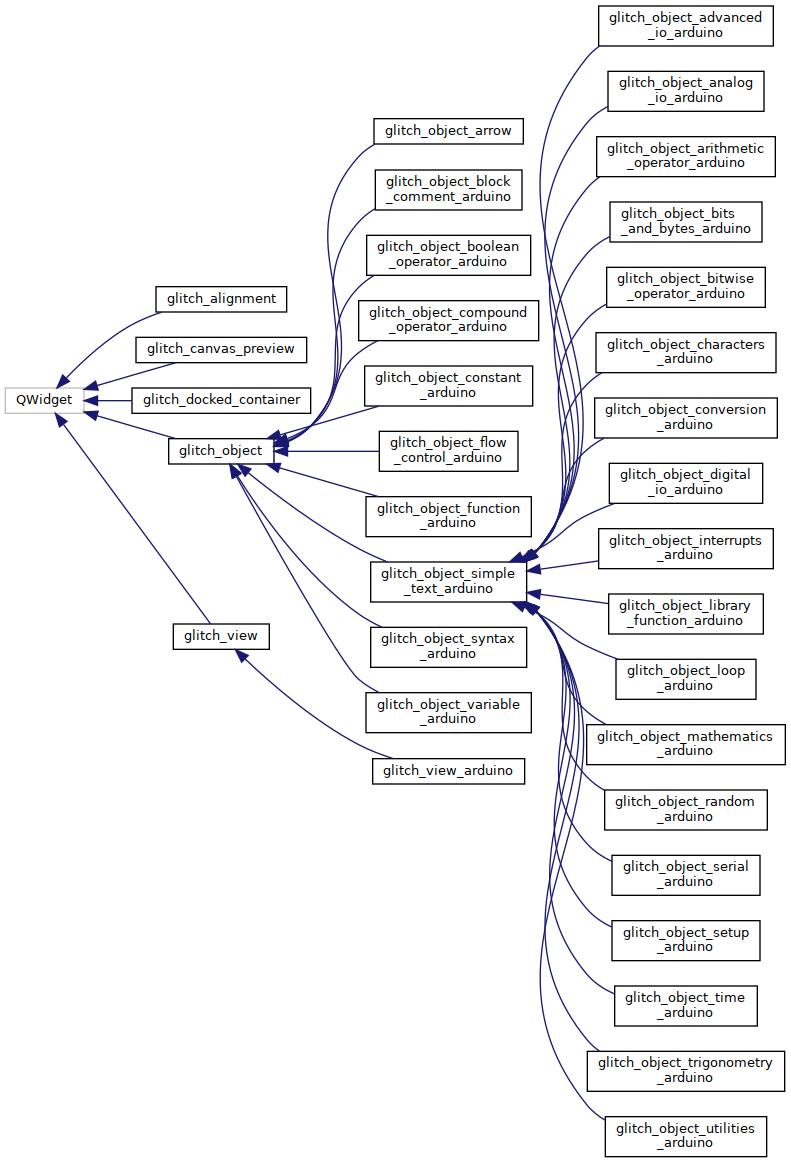 QWidget
glitch_alignment
glitch_canvas_preview
glitch_docked_container
glitch_object
glitch_view
glitch_object_arrow
glitch_object_block
_comment_arduino
glitch_object_boolean
_operator_arduino
glitch_object_compound
_operator_arduino
glitch_object_constant
_arduino
glitch_object_flow
_control_arduino
glitch_object_function
_arduino
glitch_object_simple
_text_arduino
glitch_object_syntax
_arduino
glitch_object_variable
_arduino
glitch_view_arduino
glitch_object_advanced
_io_arduino
glitch_object_analog
_io_arduino
glitch_object_arithmetic
_operator_arduino
glitch_object_bits
_and_bytes_arduino
glitch_object_bitwise
_operator_arduino
glitch_object_characters
_arduino
glitch_object_conversion
_arduino
glitch_object_digital
_io_arduino
glitch_object_interrupts
_arduino
glitch_object_library
_function_arduino
glitch_object_loop
_arduino
glitch_object_mathematics
_arduino
glitch_object_random
_arduino
glitch_object_serial
_arduino
glitch_object_setup
_arduino
glitch_object_time
_arduino
glitch_object_trigonometry
_arduino
glitch_object_utilities
_arduino